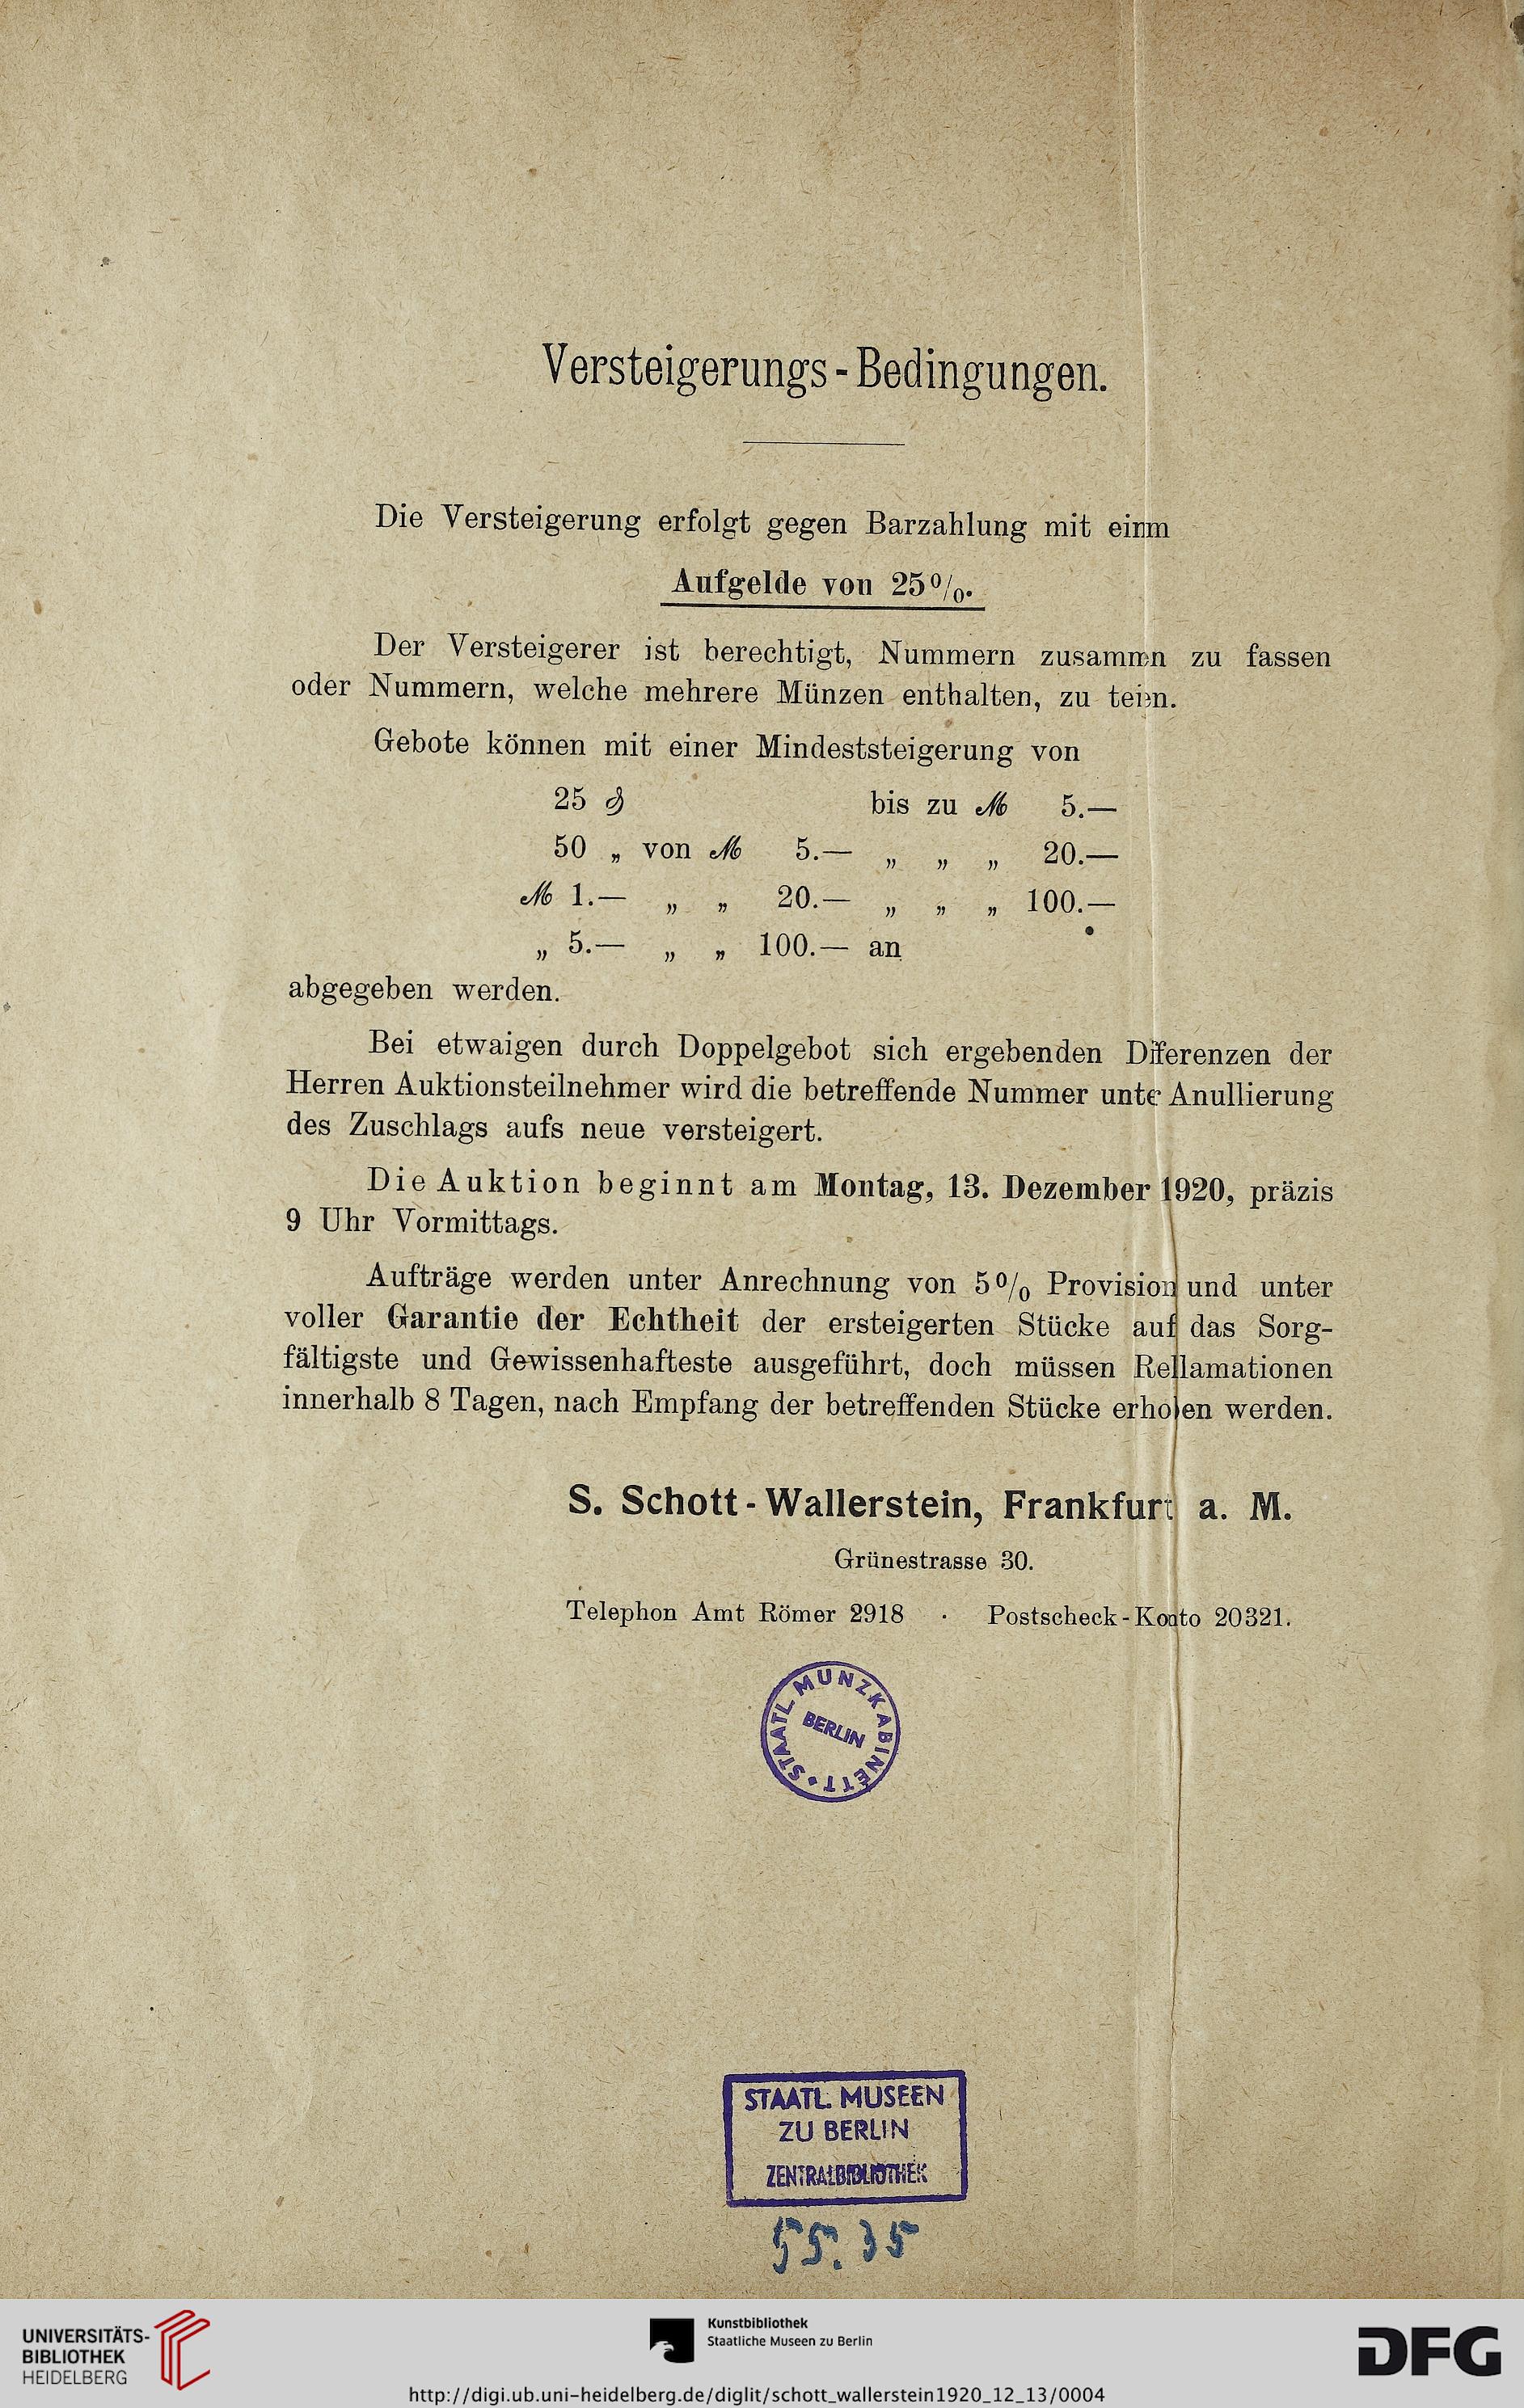 Versteigerungs-Bedingungen.
Die Versteigerung erfolgt gegen Barzahlung mit einm
Aufgelde von 25%.
Der Versteigerer ist berechtigt, Nummern zusammn zu fassen
oder Nummern, welche mehrere Münzen enthalten, zu teien.
Gebote können mit einer Mindeststeigerung von
25 ₰ bis zu ℳ 5.—
50 „ von ℳ 5.— „ „ „ 20.—
ℳ 1.— „ „ 20.— „ „ „ 100.—
„ 5.— „ „ 100.— an
abgegeben werden.
Bei etwaigen durch Doppelgebot sich ergebenden Diferenzen der
Herren Auktionsteilnehmer wird die betreffende Nummer unte Anullierung
des Zuschlags aufs neue versteigert.
Die Auktion beginnt am Montag, 13. Dezember 1920, präzis
9 Uhr Vormittags.
Aufträge werden unter Anrechnung von 5% Provision und unter
voller Garantie der Echtheit der ersteigerten Stücke auf das Sorg-
fältigste und Gewissenhafteste ausgeführt, doch müssen Reklamationen
innerhalb 8 Tagen, nach Empfang der betreffenden Stücke erhoben werden.
S. Schott-Wallerstein, Frankfurt a. M.
Grünestrasse 30.
Telephon Amt Römer 2918 · Postscheck-Konto 20321.
STAATL. MUNZKABINETT •
BERLIN
STAATL. MUSEEN
ZU BERLIN
ZENTRALBIBLIOTHEK
55.35
UNIVERSITÄTS-
BIBLIOTHEK
HEIDELBERG
Kunstbibliothek
Staatliche Museen zu Berlin
DFG
http://digi.ub.uni-heidelberg.de/diglit/schott_wallerstein1920_12_13/0004